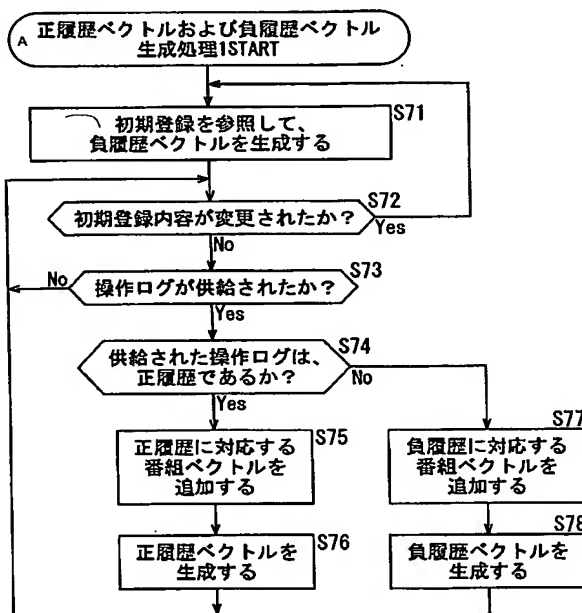 A 正履歴ベクトルおよび負履歴ベクトル
生成処理1START
S71
初期登録を参照して、
負履歴ベクトルを生成する
S72
初期登録内容が変更されたか?
Yes
No
S73
No
操作ログが供給されたか?
Yes
S74
供給された操作ログは、
正履歴であるか?
No
Yes
S75
正履歴に対応する
番組ベクトルを
追加する
S77
負履歴に対応する
番組ベクトルを
追加する
S76
正履歴ベクトルを
生成する
S78
負履歴ベクトルを
生成する